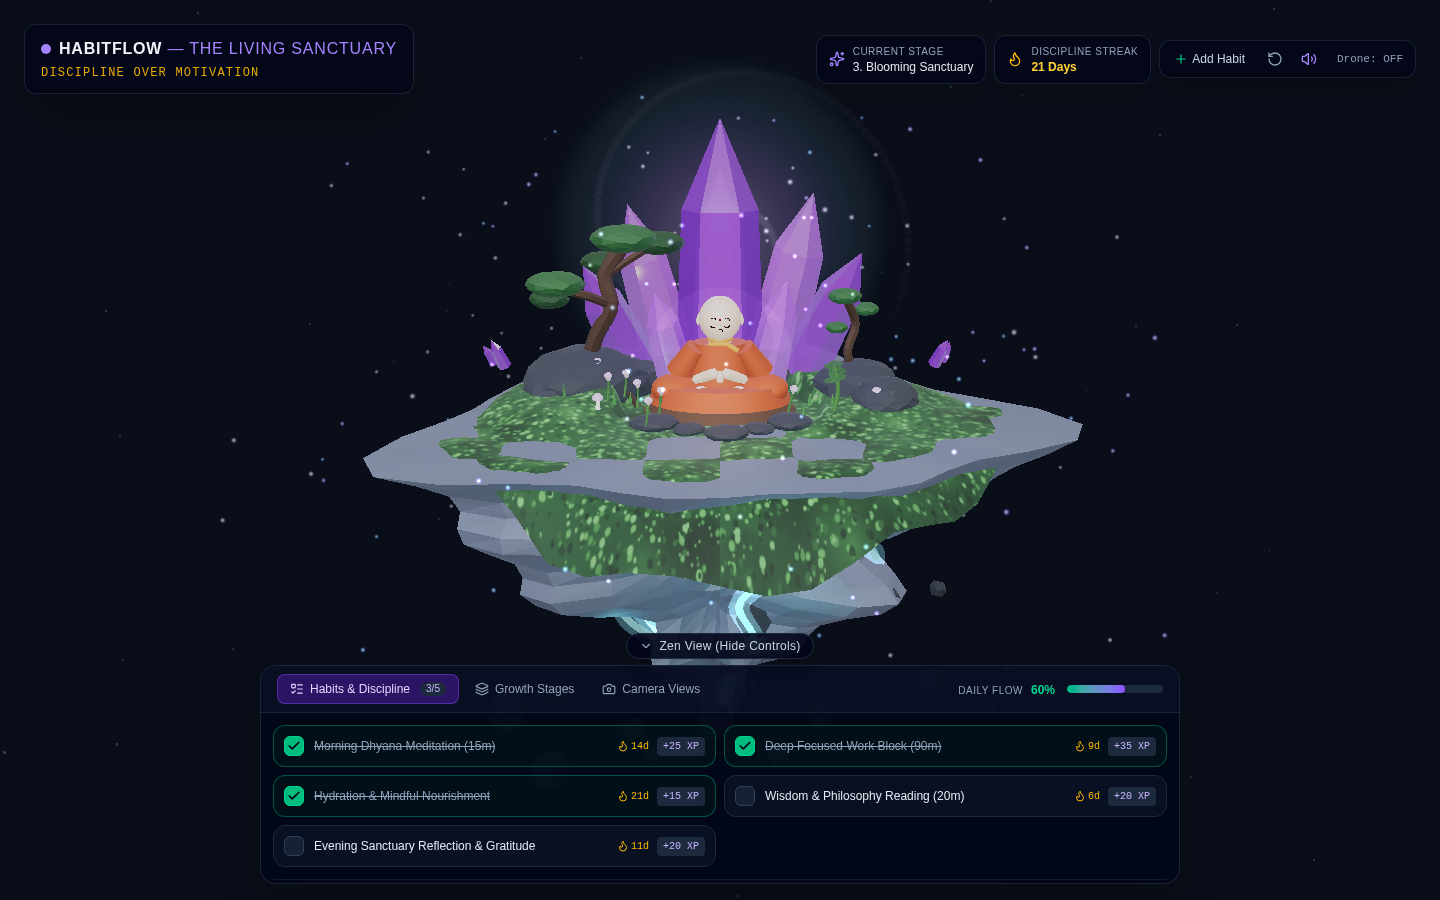 HABITFLOW — THE LIVING SANCTUARY
DISCIPLINE OVER MOTIVATION
CURRENT STAGE
3. Blooming Sanctuary
DISCIPLINE STREAK
21 Days
Add Habit
Drone: OFF
Zen View (Hide Controls)
Habits & Discipline 3/5
Growth Stages
Camera Views
DAILY FLOW 60%
Morning Dhyana Meditation (15m) 14d +25 XP
Deep Focused Work Block (90m) 9d +35 XP
Hydration & Mindful Nourishment 21d +15 XP
Wisdom & Philosophy Reading (20m) 6d +20 XP
Evening Sanctuary Reflection & Gratitude 11d +20 XP